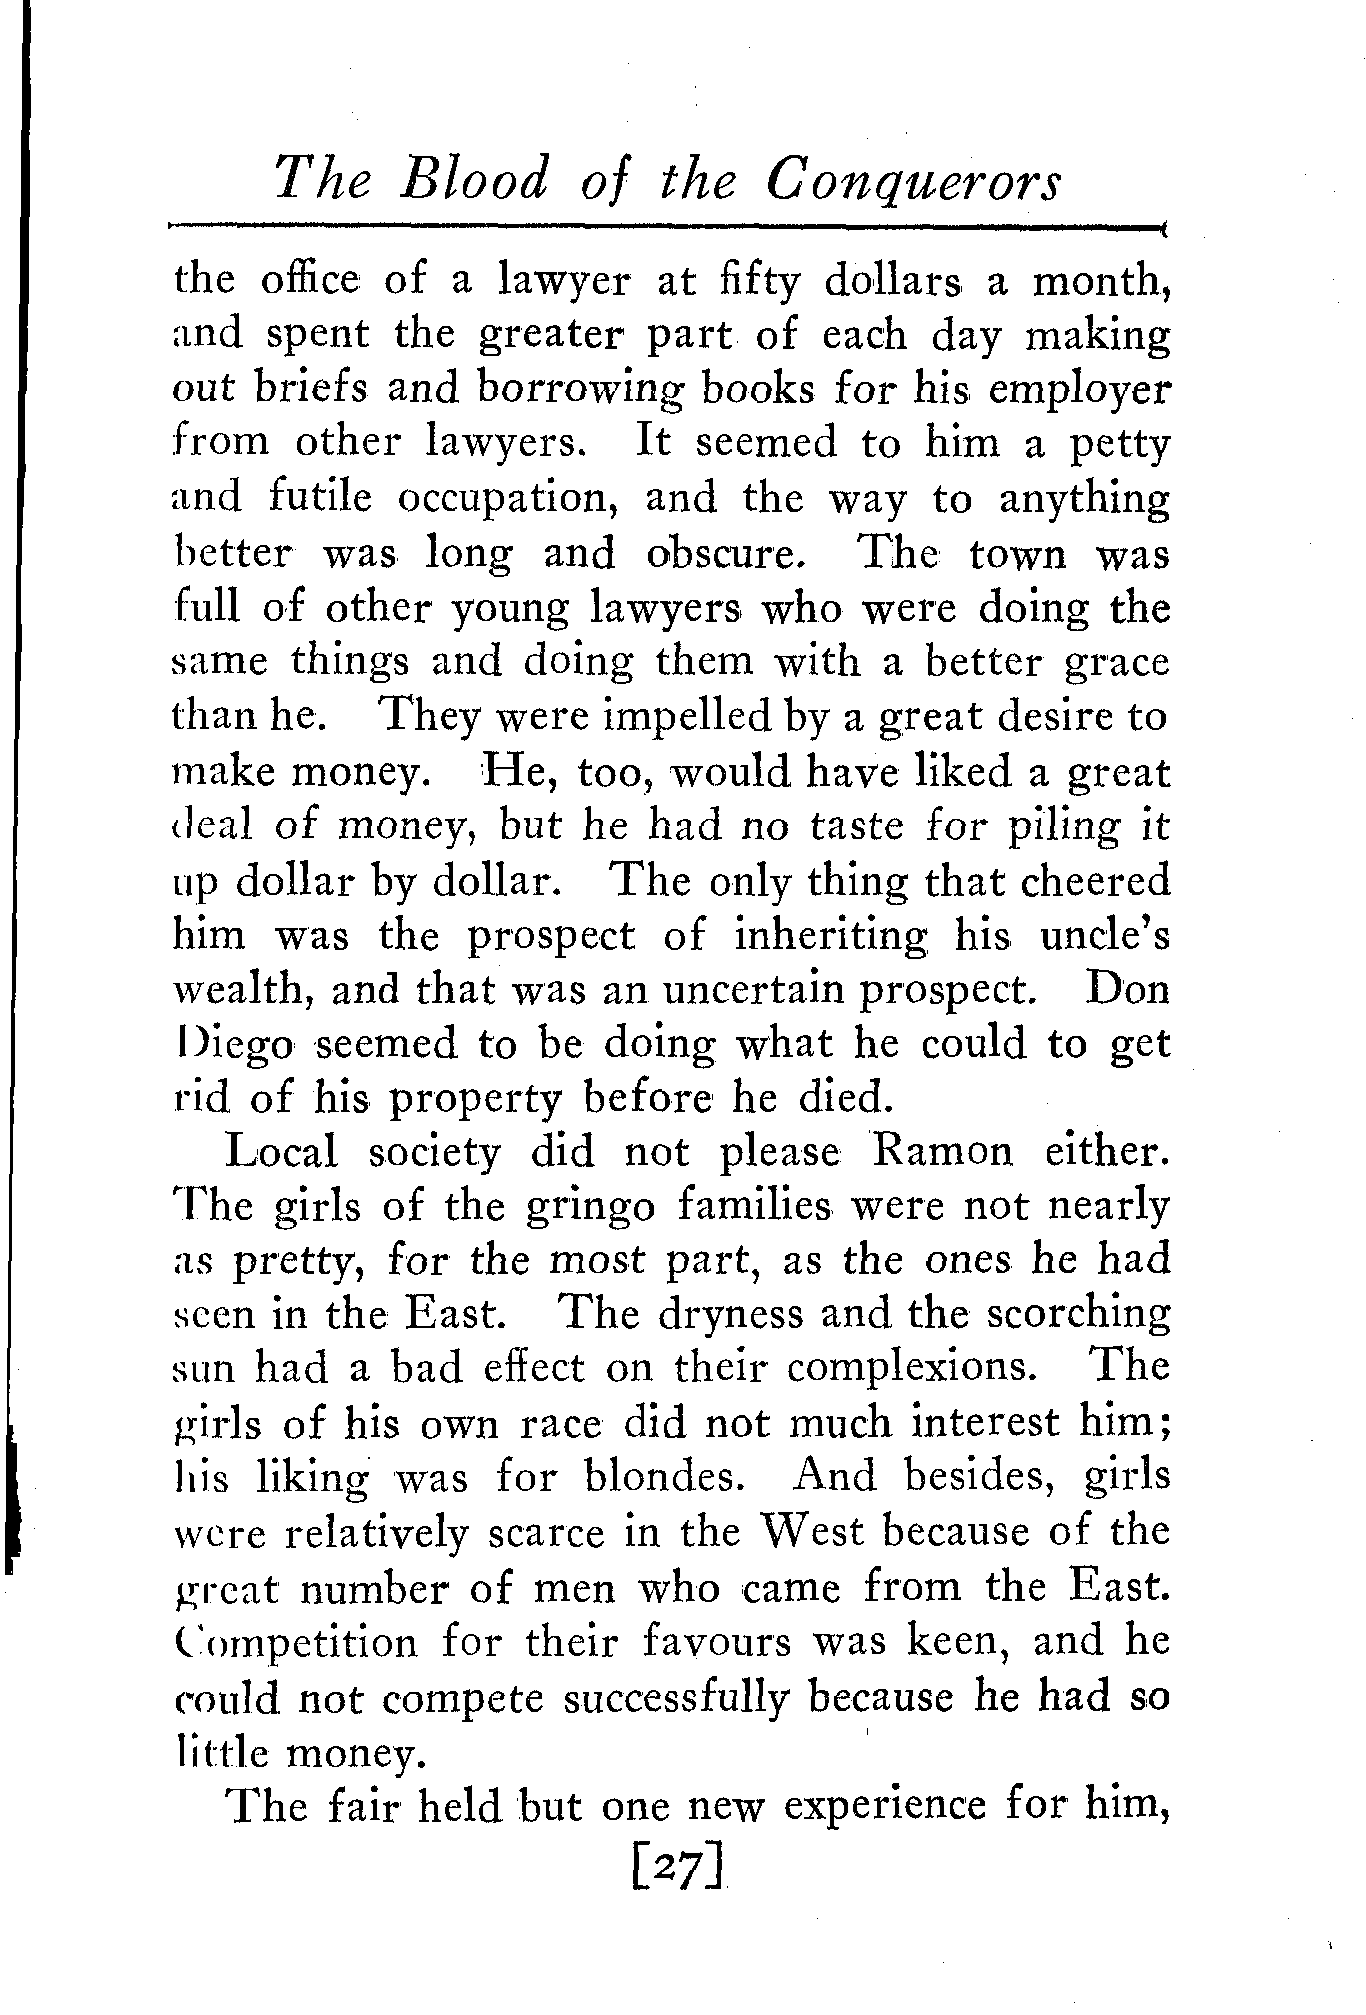 The Blood of the Conquerors
the office of a lawyer at fifty dollars a month,
and spent the greater part of each day making
out briefs and borrowing books for his employer
from other lawyers. It seemed to him a petty
and futile occupation, and the way to anything
better was long and obscure. The town was
full of other young lawyers who were doing the
same things and doing them with a better grace
than he. They were impelled by a great desire to
make money. He, too, would have liked a great
deal of money, but he had no taste for piling it
up dollar by dollar. The only thing that cheered
him was the prospect of inheriting his uncle's
wealth, and that was an uncertain prospect. Don
Diego seemed to be doing what he could to get
rid of his property before he died.
Local society did not please Ramon either.
The girls of the gringo families were not nearly
as pretty, for the most part, as the ones he had
seen in the East. The dryness and the scorching
sun had a bad effect on their complexions. The
girls of his own race did not much interest him;
his liking was for blondes. And besides, girls
were relatively scarce in the West because of the
great number of men who came from the East.
Competition for their favours was keen, and he
could not compete successfully because he had so
little money.
The fair held but one new experience for him,
[27]